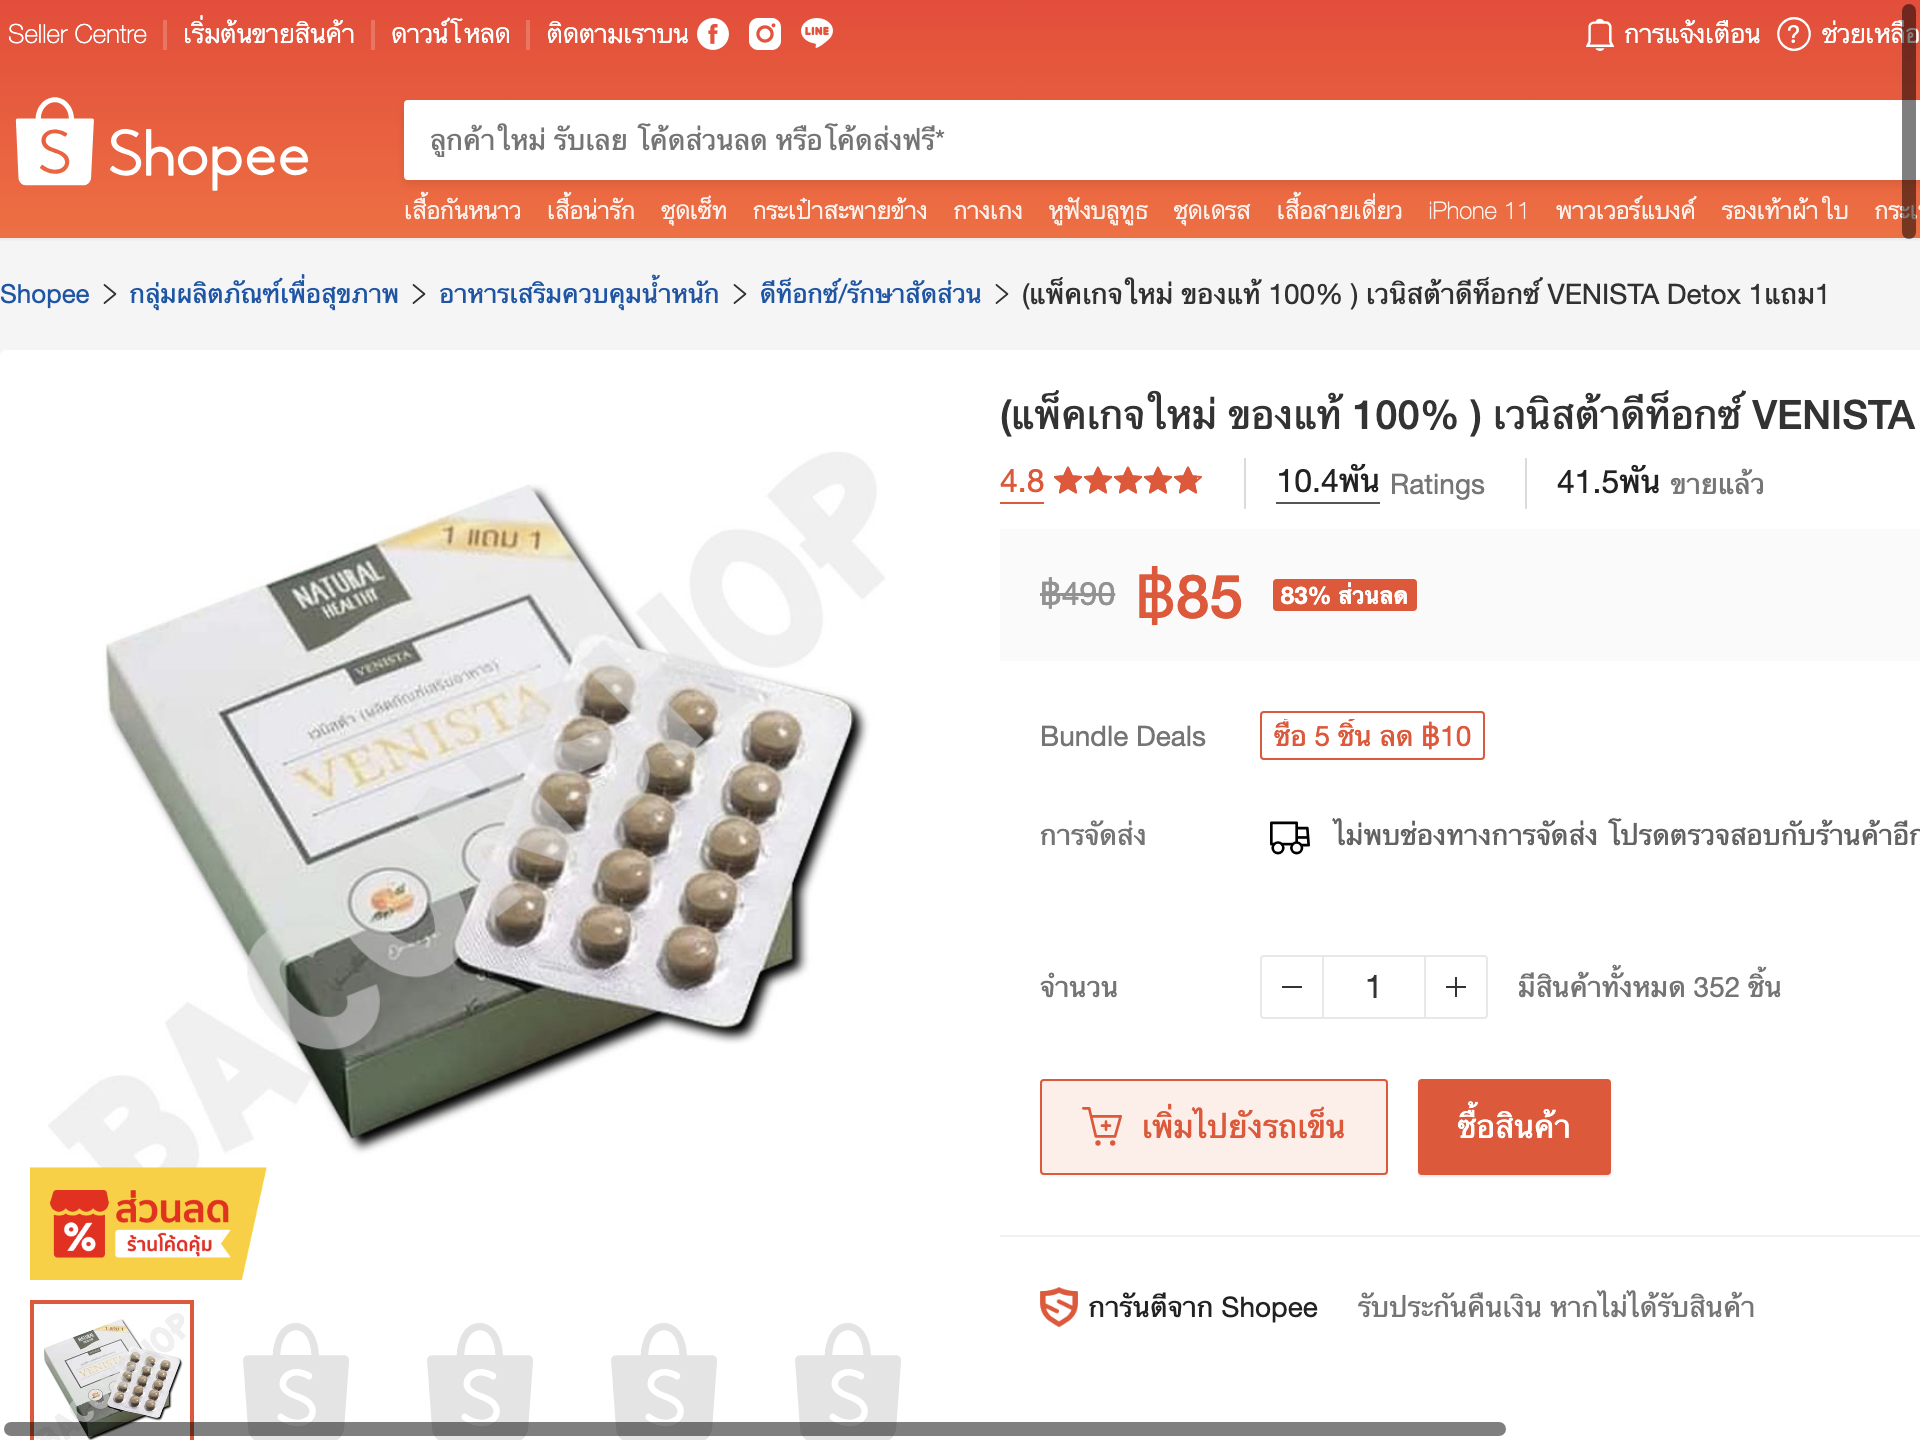 Seller Centre
เริ่มต้นขายสินค้า
ดาวน์โหลด
ติดตามเราบน
LINE
การแจ้งเตือน
ช่วยเหลือ
Shopee
ลูกค้าใหม่ รับเลย โค้ดส่วนลด หรือโค้ดส่งฟรี*
เสื้อกันหนาว เสื้อน่ารัก ชุดเซ็ท กระเป๋าสะพายข้าง กางเกง หูฟังบลูทูธ ชุดเดรส เสื้อสายเดี่ยว iPhone 11 พาวเวอร์แบงค์ รองเท้าผ้าใบ
Shopee > กลุ่มผลิตภัณฑ์เพื่อสุขภาพ > อาหารเสริมควบคุมน้ำหนัก > ดีท็อกซ์/รักษาสัดส่วน > (แพ็คเกจใหม่ ของแท้ 100% ) เวนิสต้าดีท็อกซ์ VENISTA Detox 1แถม1
(แพ็คเกจใหม่ ของแท้ 100% ) เวนิสต้าดีท็อกซ์ VENISTA
4.8
10.4พัน Ratings
41.5พัน ขายแล้ว
฿490 ฿85 83% ส่วนลด
Bundle Deals
ซื้อ 5 ชิ้น ลด ฿10
การจัดส่ง
ไม่พบช่องทางการจัดส่ง โปรดตรวจสอบกับร้านค้าอีก
จำนวน
1
มีสินค้าทั้งหมด 352 ชิ้น
เพิ่มไปยังรถเข็น
ซื้อสินค้า
การันตีจาก Shopee
รับประกันคืนเงิน หากไม่ได้รับสินค้า
1 แถม 1
NATURAL
HEALTHY
VENISTA
เวนิสต้า (ผลิตภัณฑ์เสริมอาหาร)
VENISTA
ส่วนลด
ร้านโค้ดคุ้ม
%